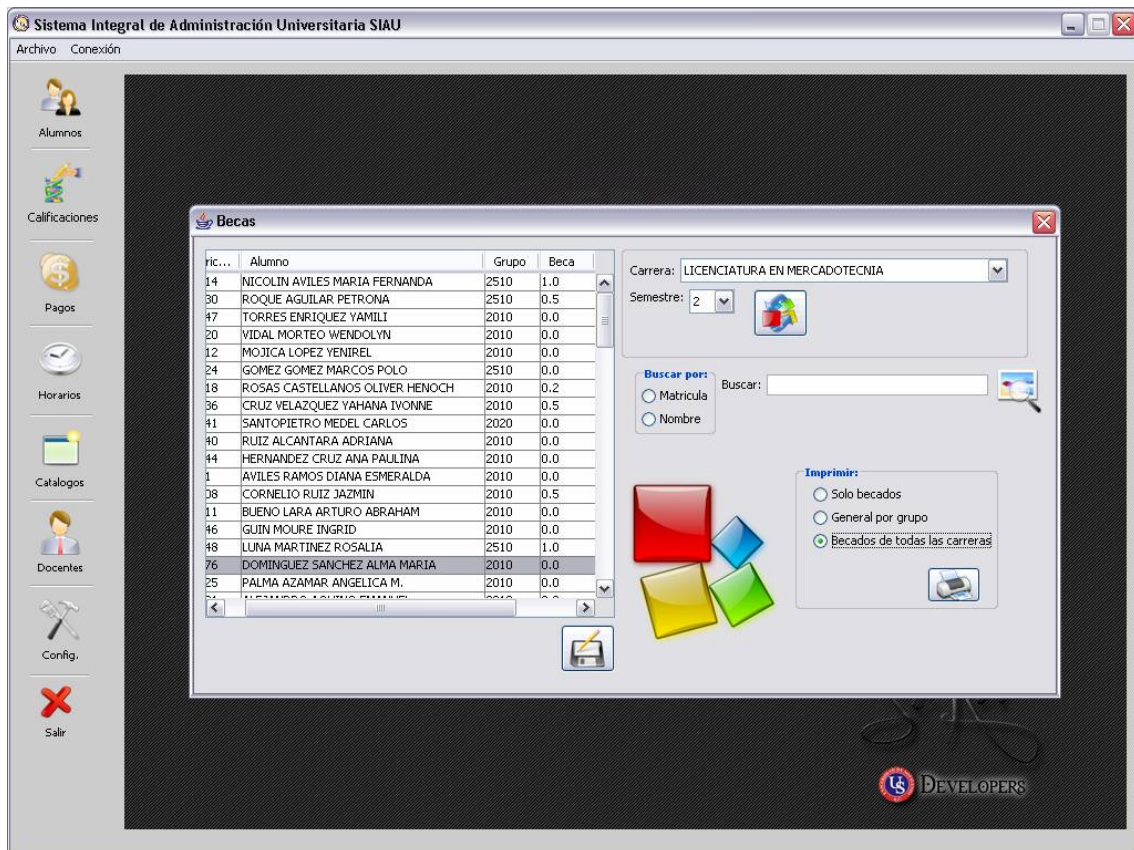 Sistema Integral de Administración Universitaria SIAU
Archivo Conexión
Alumnos
Calificaciones
Pagos
Horarios
Catalogos
Docentes
Config.
Salir
Becas
ric... Alumno Grupo Beca
14 NICOLIN AVILES MARIA FERNANDA 2510 1.0
30 ROQUE AGUILAR PETRONA 2510 0.5
47 TORRES ENRIQUEZ YAMILI 2010 0.0
20 VIDAL MORTEO WENDOLYN 2010 0.0
12 MOJICA LOPEZ YENIREL 2010 0.0
24 GOMEZ GOMEZ MARCOS POLO 2510 0.0
18 ROSAS CASTELLANOS OLIVER HENOCH 2010 0.2
36 CRUZ VELAZQUEZ YAHANA IVONNE 2010 0.5
41 SANTOPIETRO MEDEL CARLOS 2020 0.0
40 RUIZ ALCANTARA ADRIANA 2010 0.0
44 HERNANDEZ CRUZ ANA PAULINA 2010 0.0
1 AVILES RAMOS DIANA ESMERALDA 2010 0.0
08 CORNELIO RUIZ JAZMIN 2010 0.5
11 BUENO LARA ARTURO ABRAHAM 2010 0.0
46 GUIN MOURE INGRID 2010 0.0
48 LUNA MARTINEZ ROSALIA 2510 1.0
76 DOMINGUEZ SANCHEZ ALMA MARIA 2010 0.0
25 PALMA AZAMAR ANGELICA M. 2010 0.0
Carrera: LICENCIATURA EN MERCADOTECNIA
Semestre: 2
Buscar por:
Matricula
Nombre
Buscar:
Imprimir:
Solo becados
General por grupo
Becados de todas las carreras
US DEVELOPERS